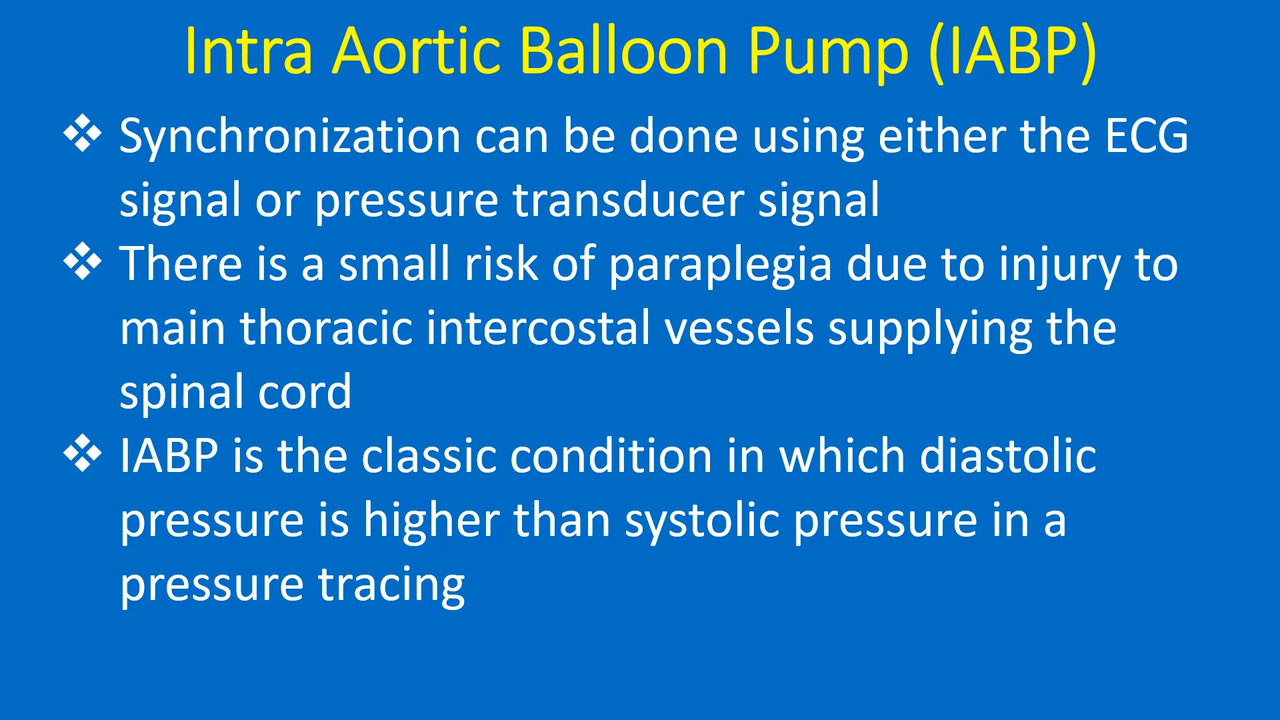 Intra Aortic Balloon Pump (IABP)
❖ Synchronization can be done using either the ECG
signal or pressure transducer signal
❖ There is a small risk of paraplegia due to injury to
main thoracic intercostal vessels supplying the
spinal cord
❖ IABP is the classic condition in which diastolic
pressure is higher than systolic pressure in a
pressure tracing